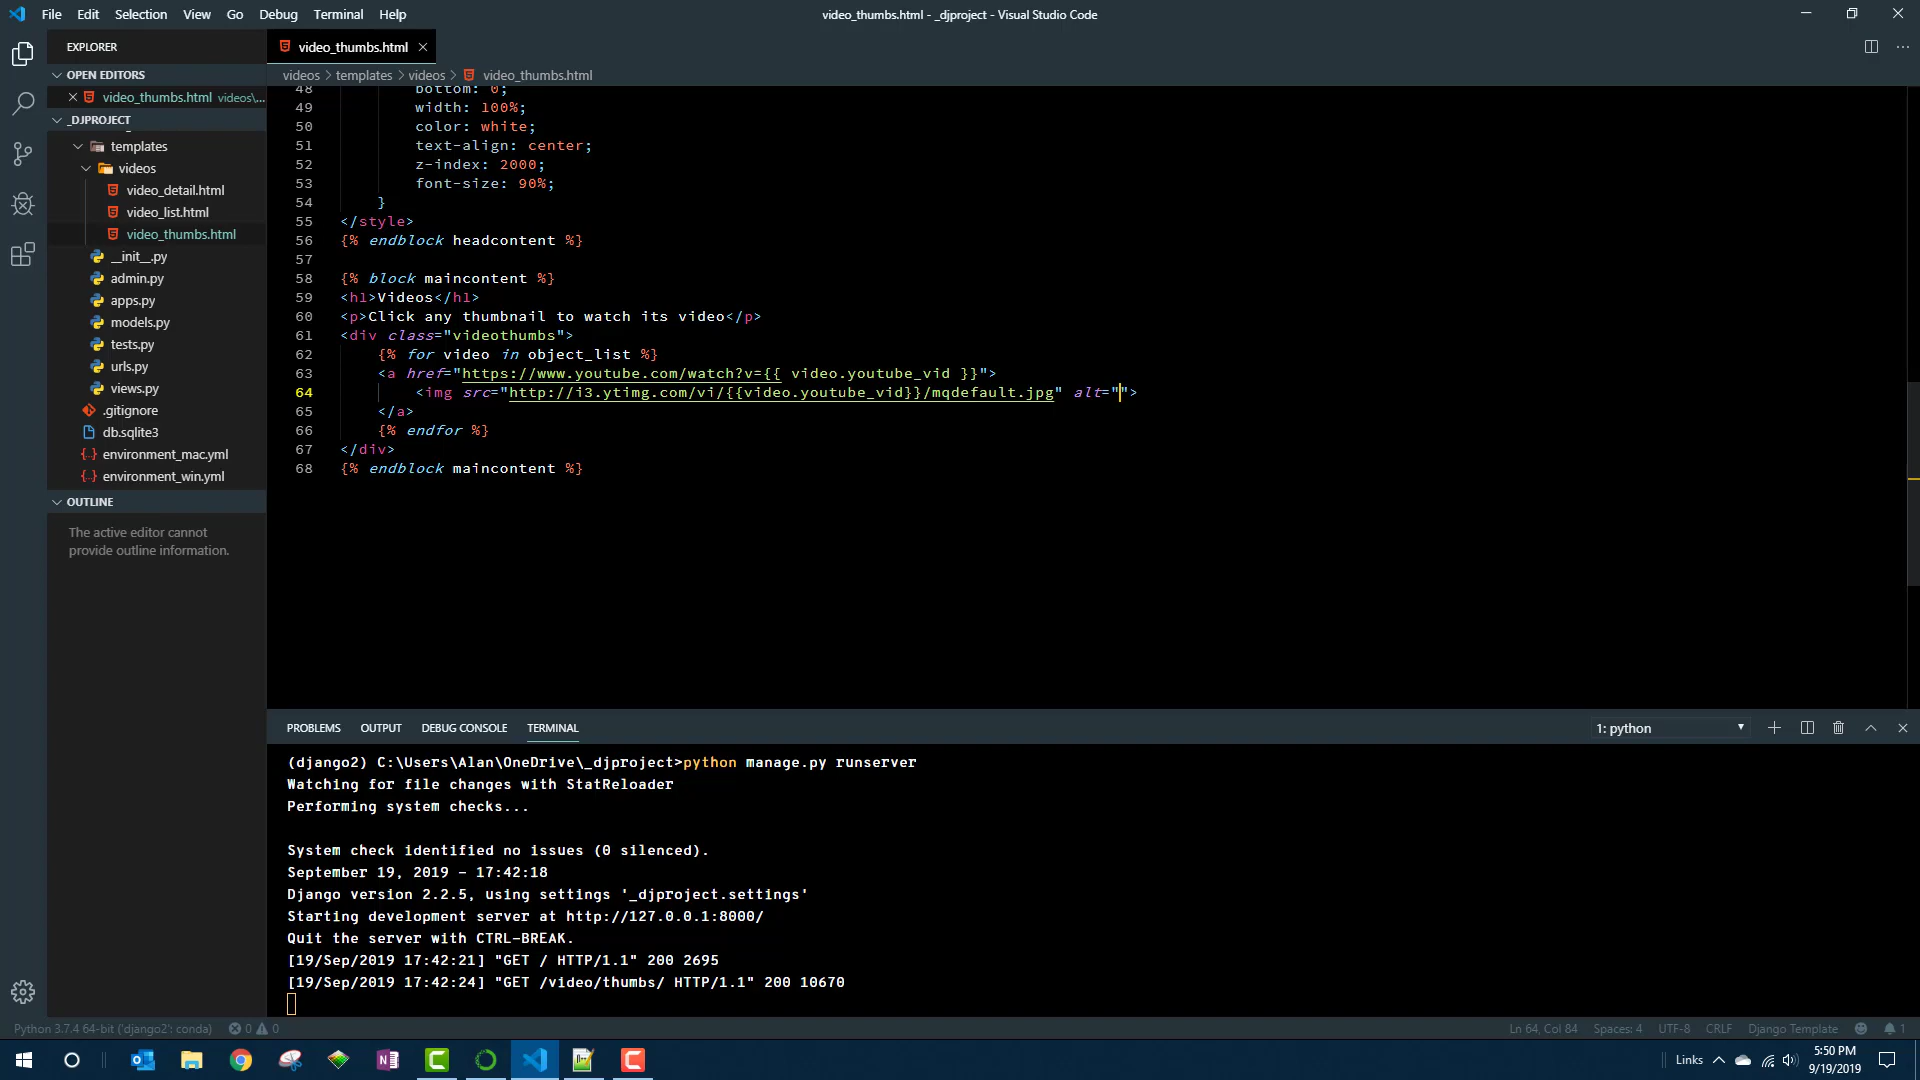 File Edit Selection View Go Debug Terminal Help
video_thumbs.html - _djproject - Visual Studio Code
EXPLORER
OPEN EDITORS
video_thumbs.html videos\...
_DJPROJECT
templates
videos
video_detail.html
video_list.html
video_thumbs.html
__init__.py
admin.py
apps.py
models.py
tests.py
urls.py
views.py
.gitignore
db.sqlite3
environment_mac.yml
environment_win.yml
OUTLINE
The active editor cannot
provide outline information.
video_thumbs.html
videos > templates > videos > video_thumbs.html
48 bottom: 0;
49 width: 100%;
50 color: white;
51 text-align: center;
52 z-index: 2000;
53 font-size: 90%;
54 }
55 </style>
56 {% endblock headcontent %}
57
58 {% block maincontent %}
59 <h1>Videos</h1>
60 <p>Click any thumbnail to watch its video</p>
61 <div class="videothumbs">
62 {% for video in object_list %}
63 <a href="https://www.youtube.com/watch?v={{ video.youtube_vid }}">
64 <img src="http://i3.ytimg.com/vi/{{video.youtube_vid}}/mqdefault.jpg" alt="">
65 </a>
66 {% endfor %}
67 </div>
68 {% endblock maincontent %}
PROBLEMS OUTPUT DEBUG CONSOLE TERMINAL
1: python
(django2) C:\Users\Alan\OneDrive\_djproject>python manage.py runserver
Watching for file changes with StatReloader
Performing system checks...
System check identified no issues (0 silenced).
September 19, 2019 - 17:42:18
Django version 2.2.5, using settings '_djproject.settings'
Starting development server at http://127.0.0.1:8000/
Quit the server with CTRL-BREAK.
[19/Sep/2019 17:42:21] "GET / HTTP/1.1" 200 2695
[19/Sep/2019 17:42:24] "GET /video/thumbs/ HTTP/1.1" 200 10670
Python 3.7.4 64-bit ('django2': conda) 0 0
Ln 64, Col 84 Spaces: 4 UTF-8 CRLF Django Template 1
Links
5:50 PM
9/19/2019